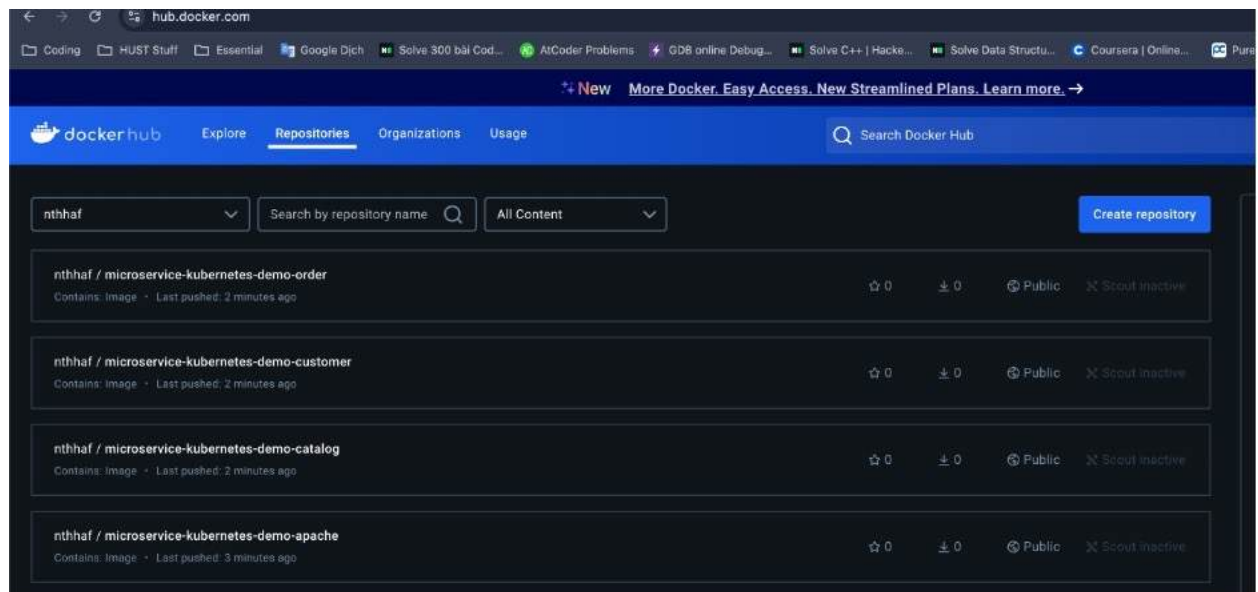 hub.docker.com
Coding HUST Stuff Essential Google Dịch Solve 300 bài Cod... AtCoder Problems GDB online Debug... Solve C++ | Hacke... Solve Data Structu... Coursera | Online... Pure
New More Docker. Easy Access. New Streamlined Plans. Learn more. →
dockerhub Explore Repositories Organizations Usage Search Docker Hub
nthhaf Search by repository name All Content Create repository
nthhaf / microservice-kubernetes-demo-order
0 0 Public Scout inactive
Contains: Image • Last pushed: 2 minutes ago
nthhaf / microservice-kubernetes-demo-customer
0 0 Public Scout inactive
Contains: Image • Last pushed: 2 minutes ago
nthhaf / microservice-kubernetes-demo-catalog
0 0 Public Scout inactive
Contains: Image • Last pushed: 2 minutes ago
nthhaf / microservice-kubernetes-demo-apache
0 0 Public Scout inactive
Contains: Image • Last pushed: 3 minutes ago